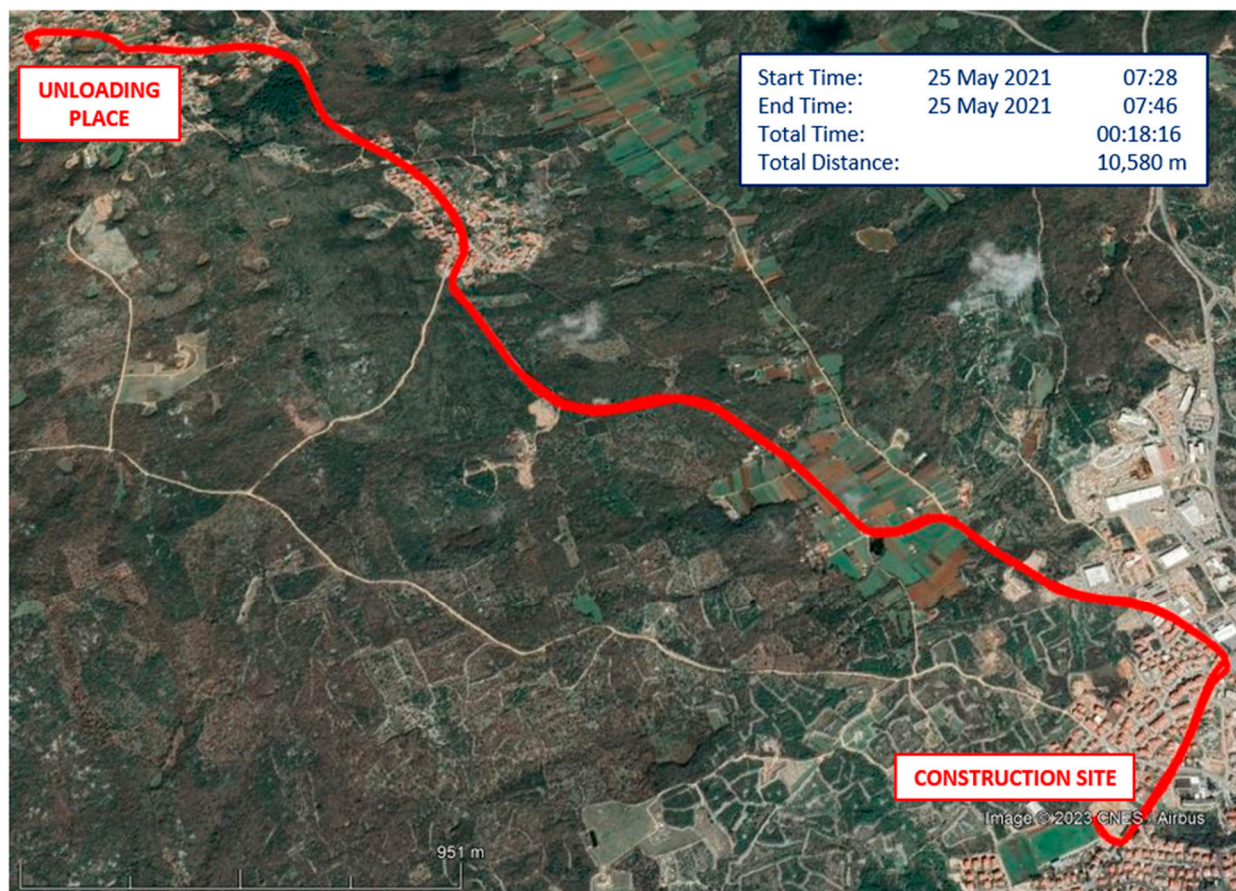 UNLOADING
PLACE
Start Time: 25 May 2021 07:28
End Time: 25 May 2021 07:46
Total Time: 00:18:16
Total Distance: 10,580 m
CONSTRUCTION SITE
Image © 2023 CNES / Airbus
951 m